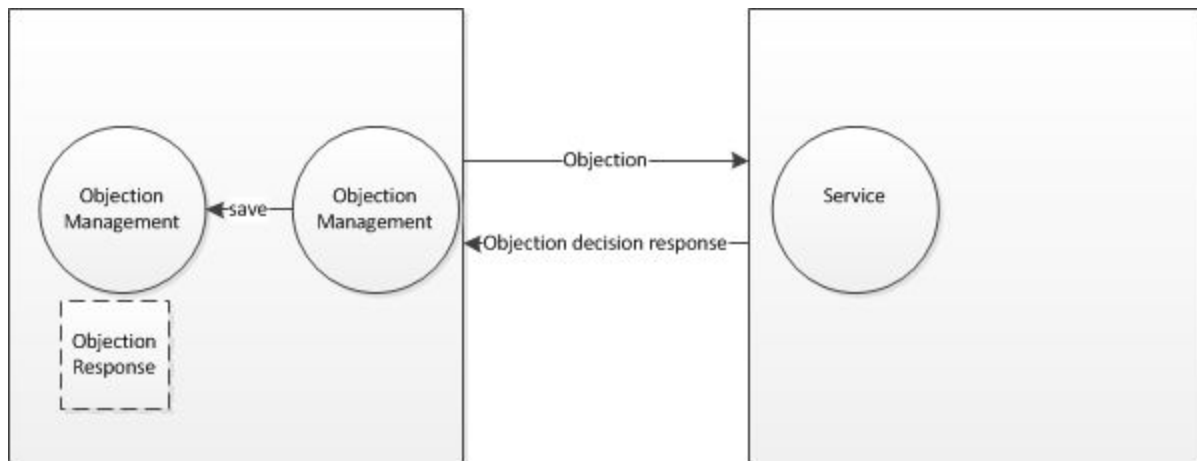 Objection
Management
save
Objection
Management
Objection
Service
Objection decision response
Objection
Response